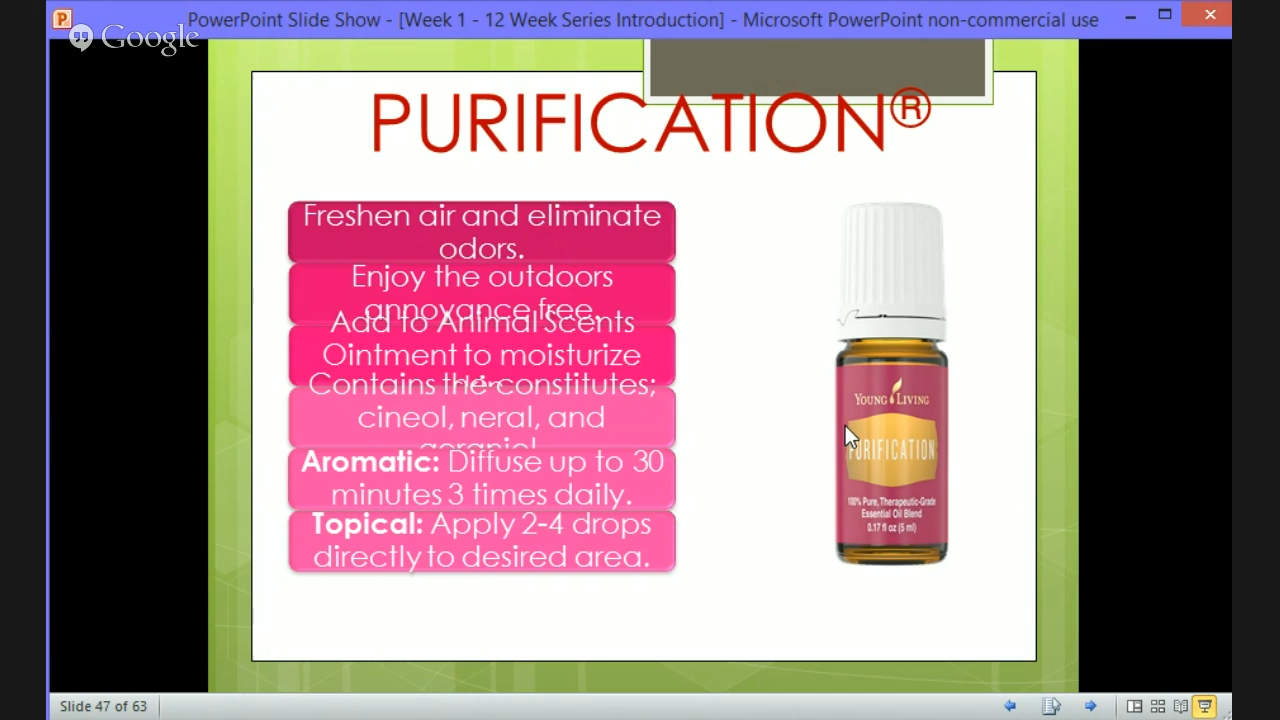 PowerPoint Slide Show - [Week 1 - 12 Week Series Introduction] - Microsoft PowerPoint non-commercial use
Google
PURIFICATION®
Freshen air and eliminate
odors.
Enjoy the outdoors
annoyance free.
Add to Animal Scents
Ointment to moisturize
Contains the constitutes;
cineol, neral, and
geraniol
Aromatic: Diffuse up to 30
minutes 3 times daily.
Topical: Apply 2-4 drops
directly to desired area.
YOUNG LIVING
PURIFICATION
100% Pure, Therapeutic-Grade
Essential Oil Blend
0.17 fl oz (5 ml)
Slide 47 of 63